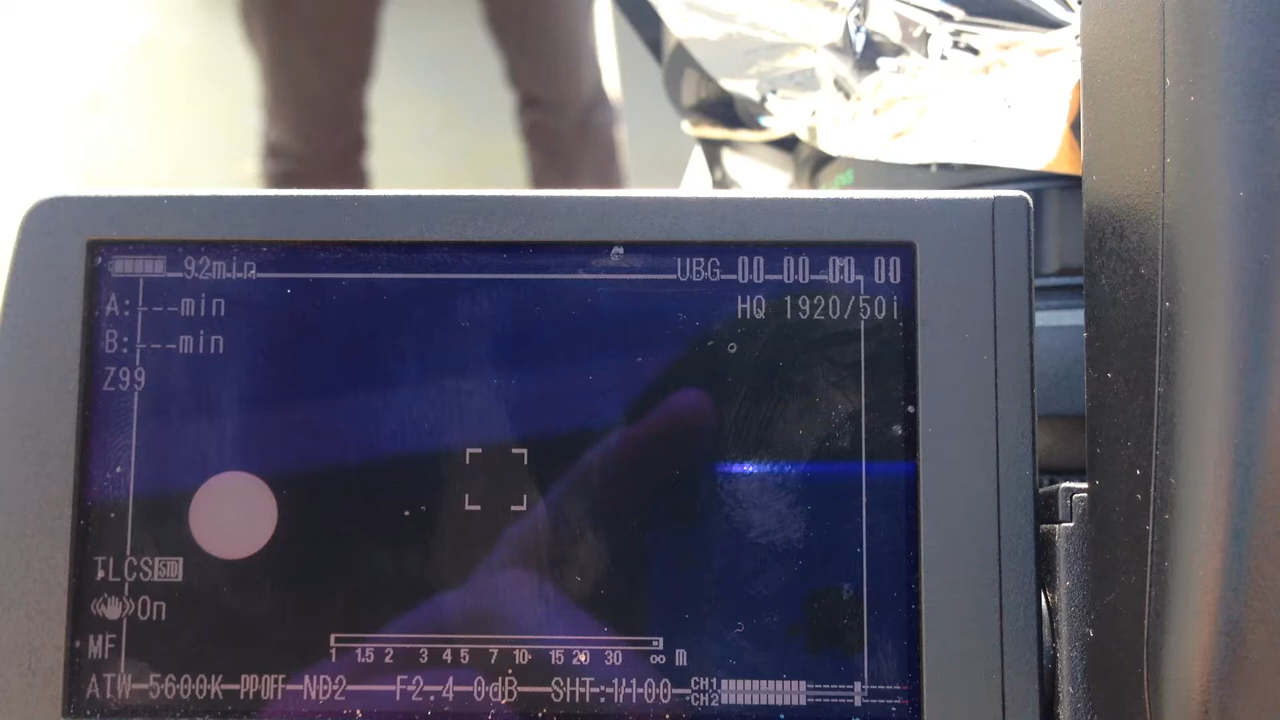 92min UBG 00 00 00 00
A:---min HQ 1920/50i
B:---min
Z99
TLCS STD
On
MF
1 1.5 2 3 4 5 7 10 15 20 30 ∞ m
ATW 5600K PPOFF ND2 F2.4 0dB SHT:1/100 CH1
CH2